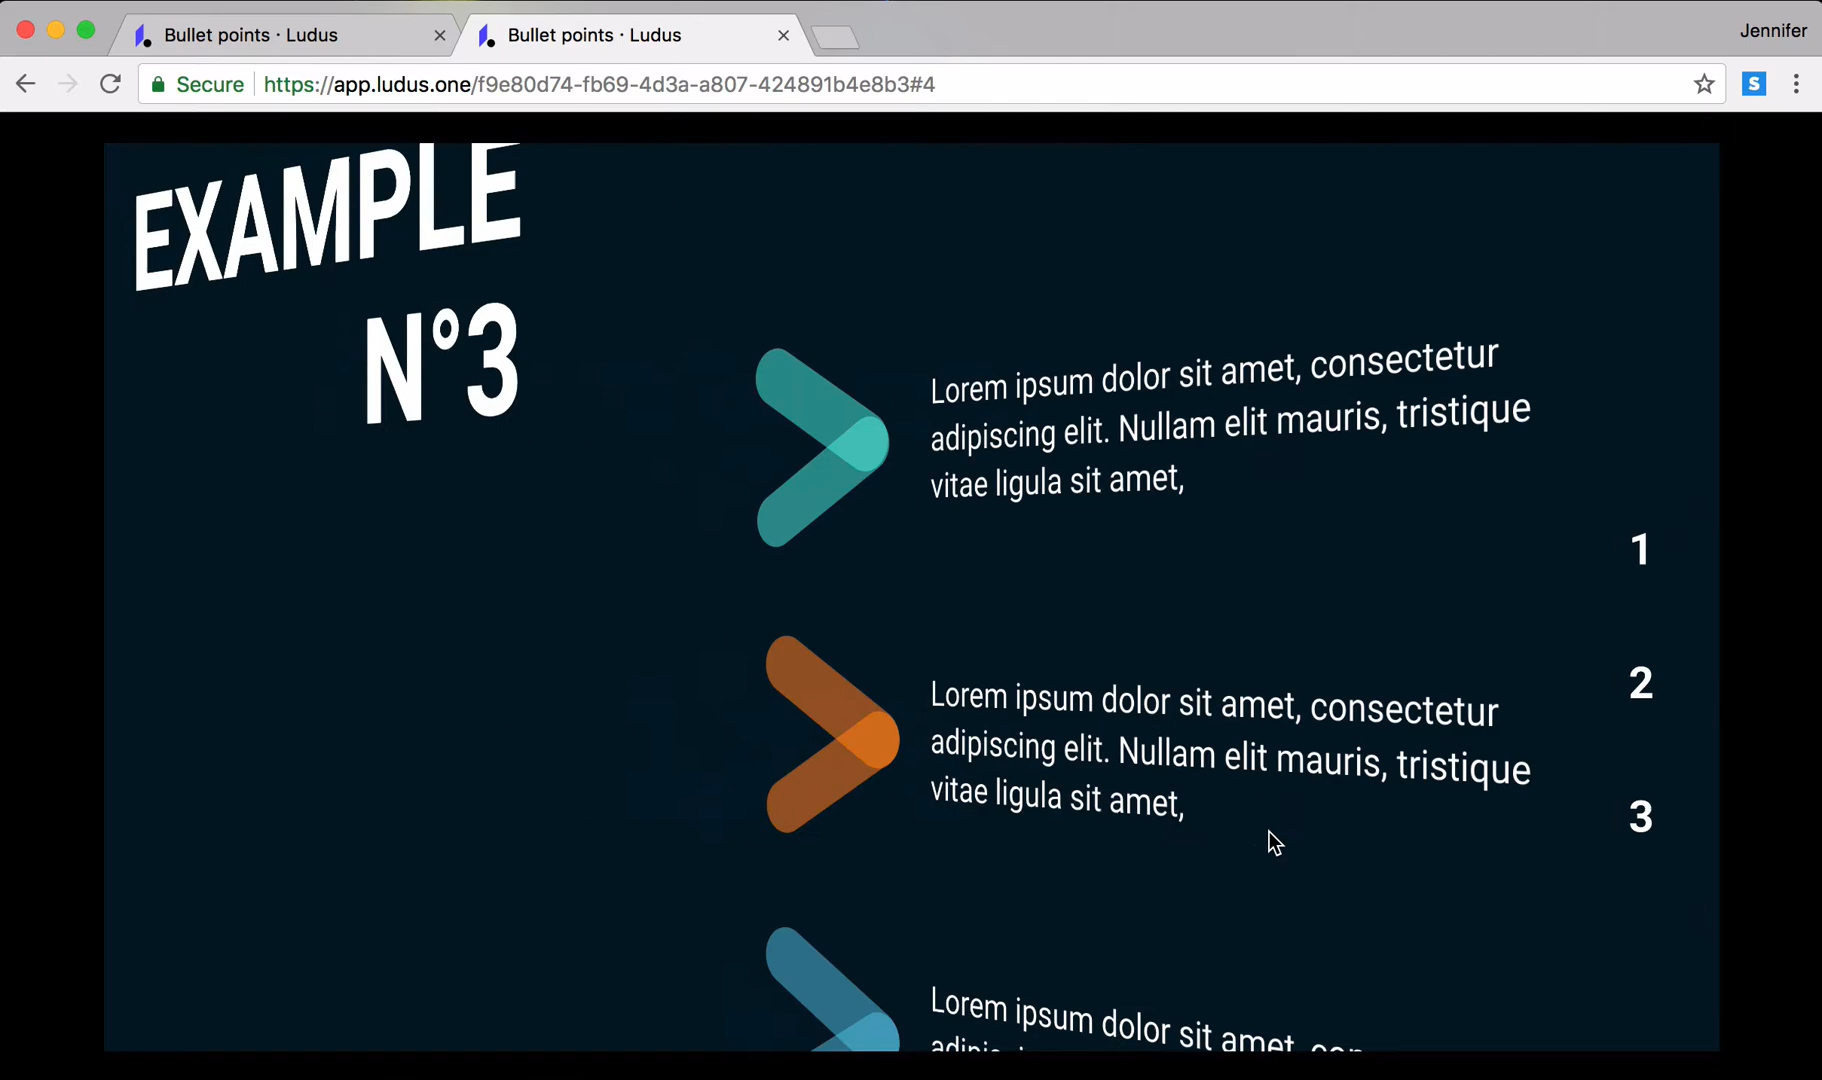 Bullet points · Ludus
Bullet points · Ludus
Jennifer
Secure
https://app.ludus.one/f9e80d74-fb69-4d3a-a807-424891b4e8b3#4
S
EXAMPLE
N°3
Lorem ipsum dolor sit amet, consectetur
adipiscing elit. Nullam elit mauris, tristique
vitae ligula sit amet,
1
2
Lorem ipsum dolor sit amet, consectetur
adipiscing elit. Nullam elit mauris, tristique
vitae ligula sit amet,
3
Lorem ipsum dolor sit amet,